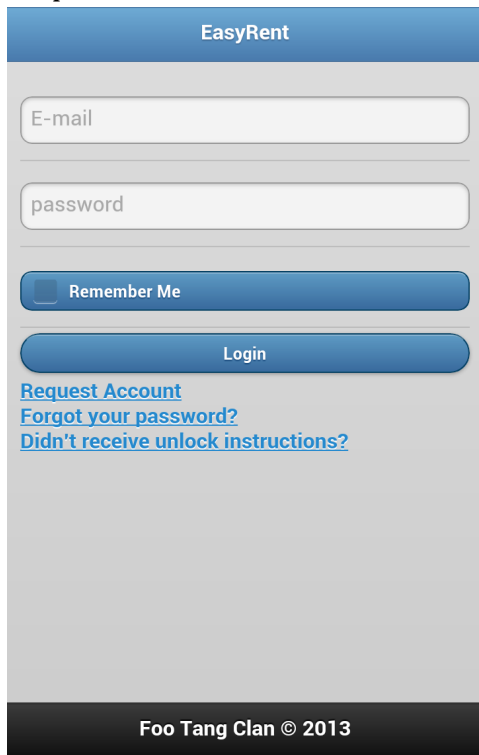 EasyRent
E-mail
password
Remember Me
Login
Request Account
Forgot your password?
Didn't receive unlock instructions?
Foo Tang Clan © 2013